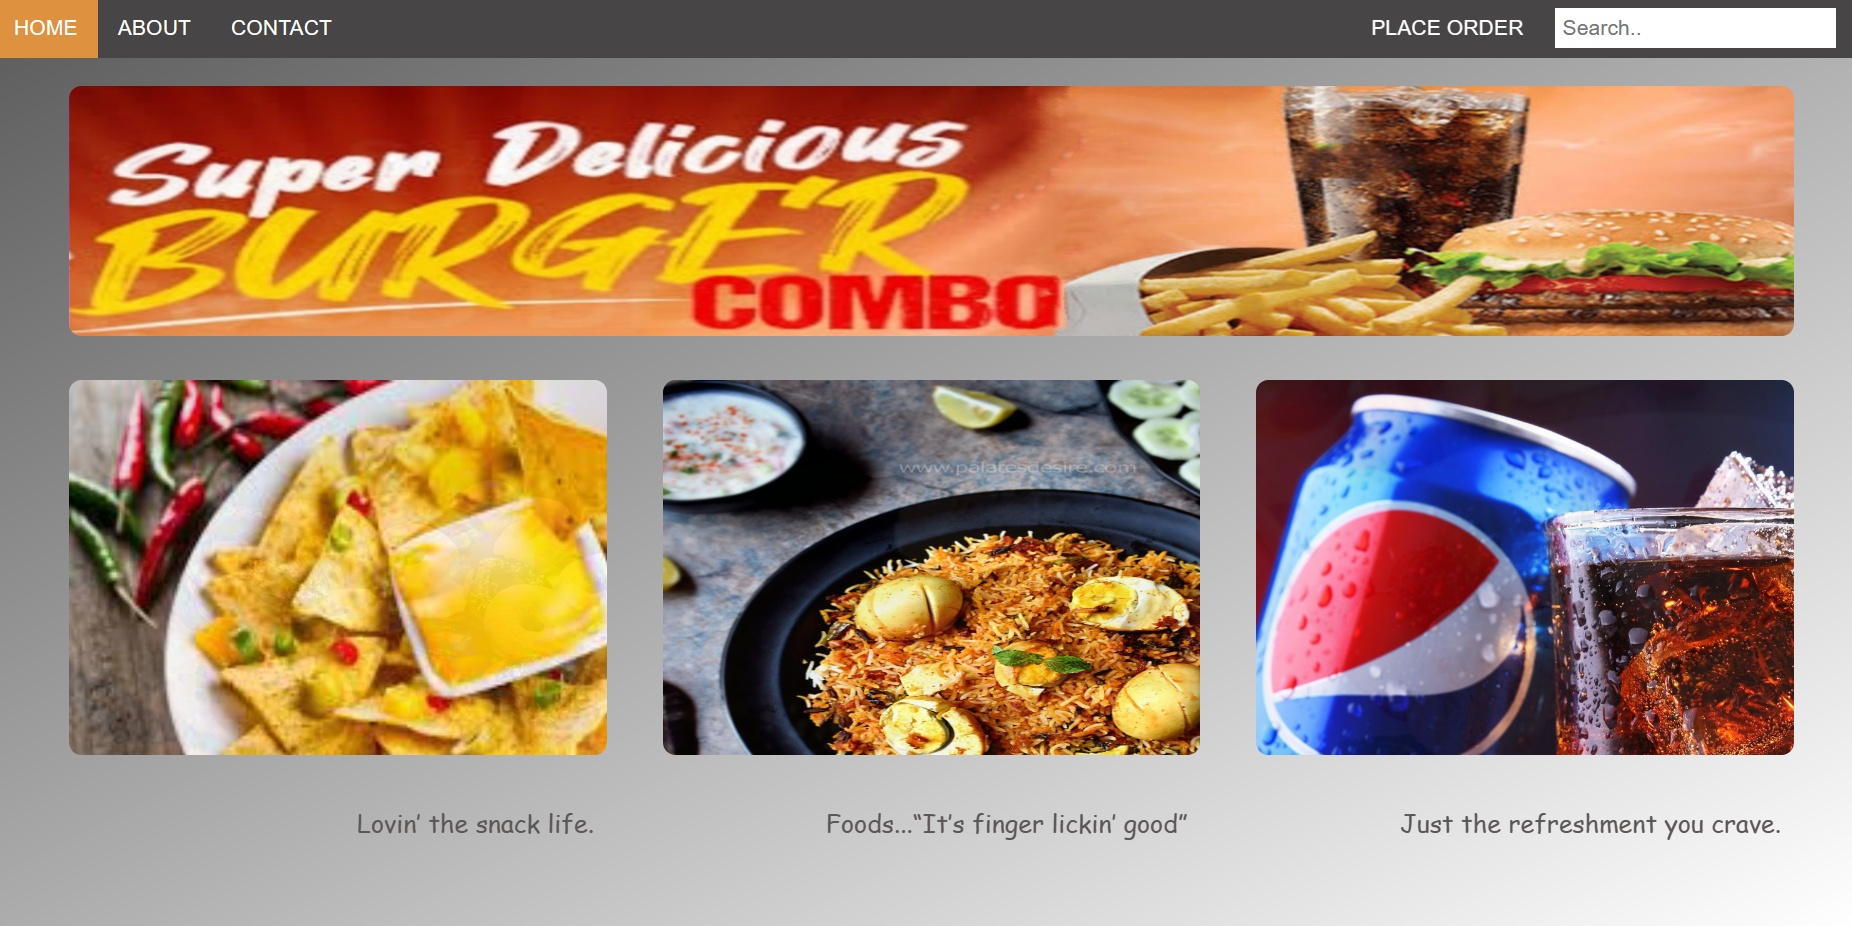 HOME ABOUT CONTACT PLACE ORDER Search..
Super Delicious
BURGER
COMBO
www.palatesdesire.com
Lovin’ the snack life.
Foods...“It’s finger lickin’ good”
Just the refreshment you crave.